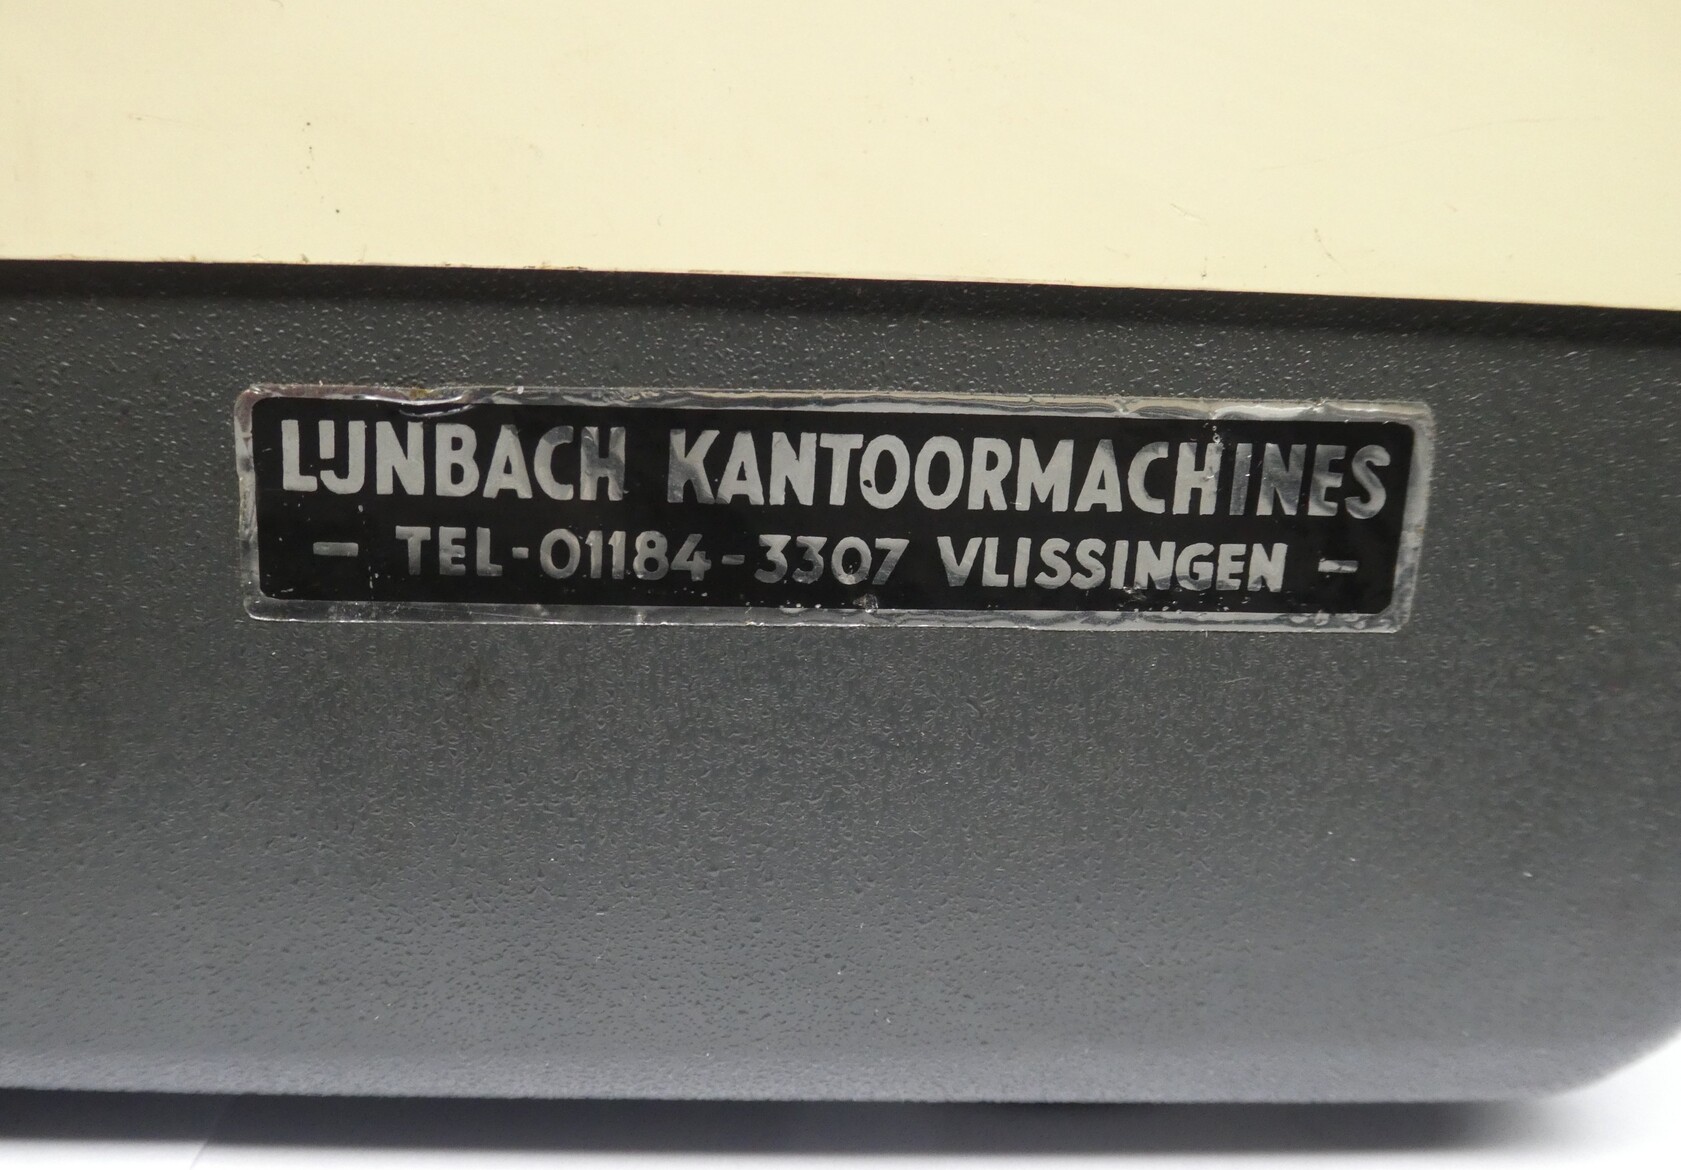 LIJNBACH KANTOORMACHINES
- TEL-01184-3307 VLISSINGEN -